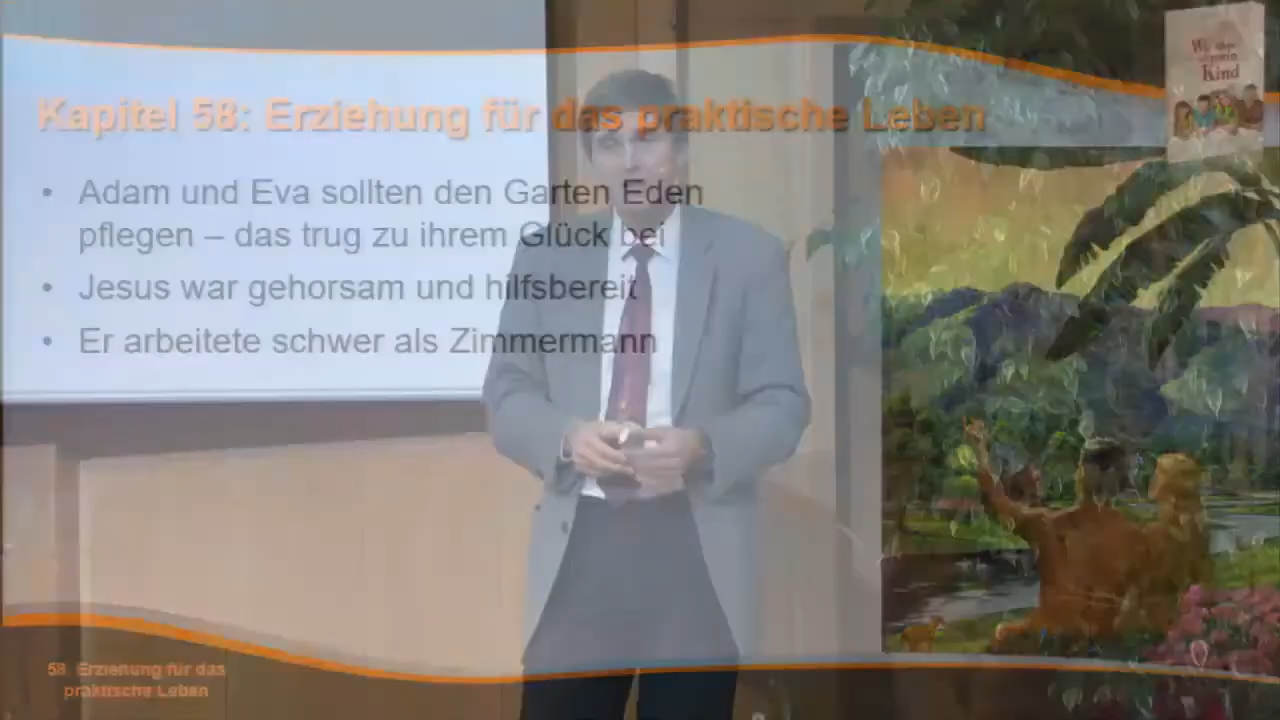 Kapitel 58: Erziehung für das praktische Leben
• Adam und Eva sollten den Garten Eden
pflegen – das trug zu ihrem Glück bei
• Jesus war gehorsam und hilfsbereit
• Er arbeitete schwer als Zimmermann
Kind
58. Erziehung für das
praktische Leben